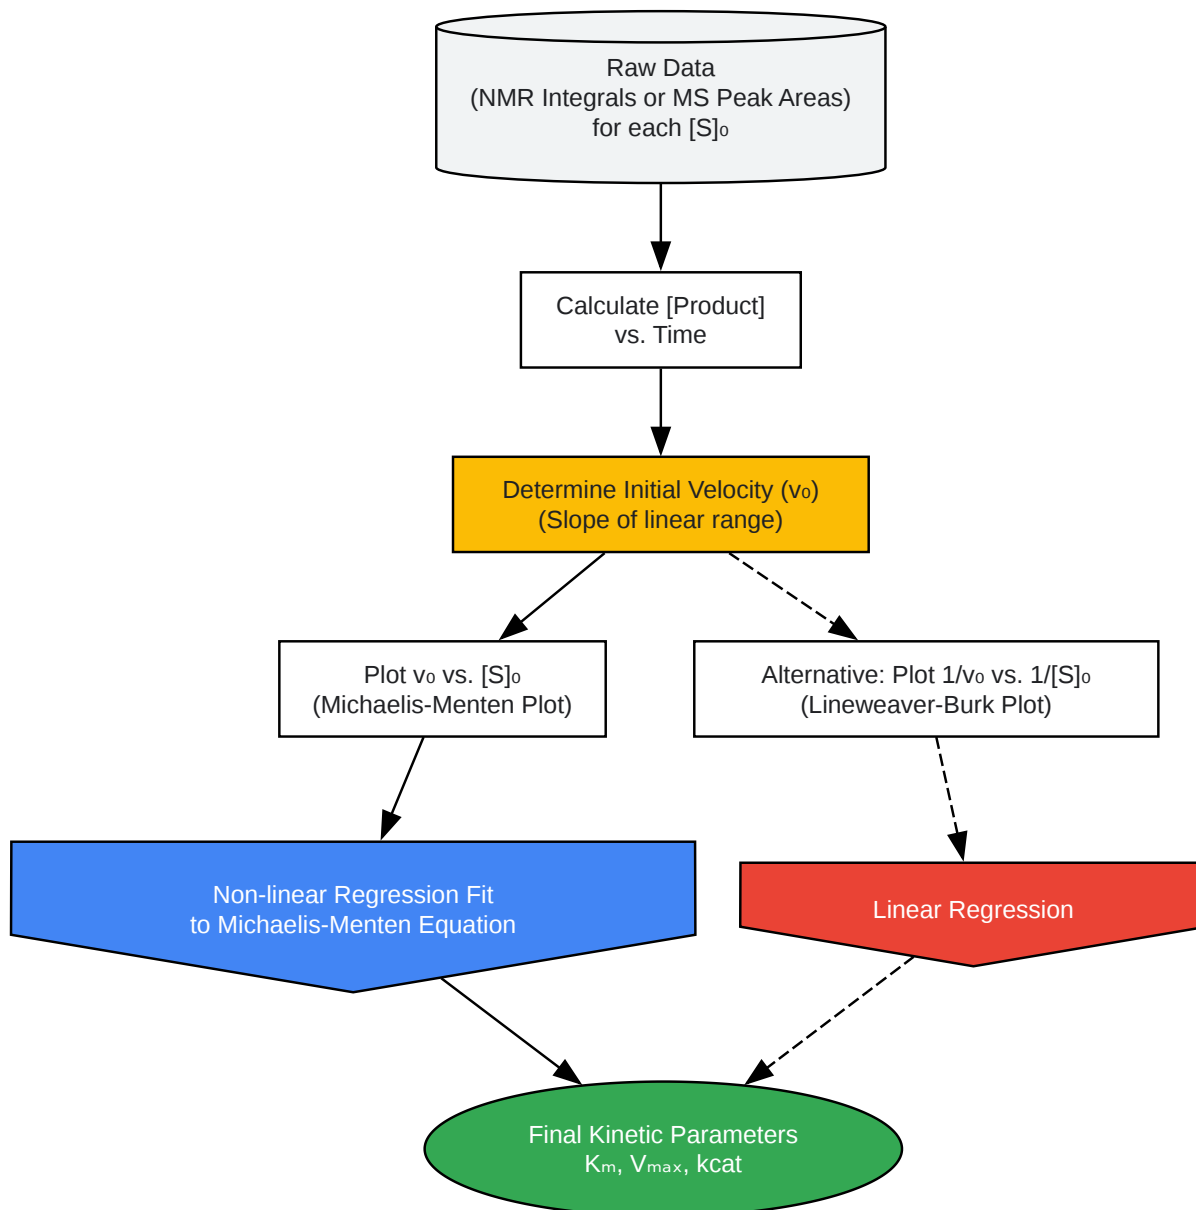 Raw Data
(NMR Integrals or MS Peak Areas)
for each [S]₀
Calculate [Product]
vs. Time
Determine Initial Velocity (v₀)
(Slope of linear range)
Plot v₀ vs. [S]₀
(Michaelis-Menten Plot)
Alternative: Plot 1/v₀ vs. 1/[S]₀
(Lineweaver-Burk Plot)
Non-linear Regression Fit
to Michaelis-Menten Equation
Linear Regression
Final Kinetic Parameters
Kₘ, Vₘₐₓ, kcat